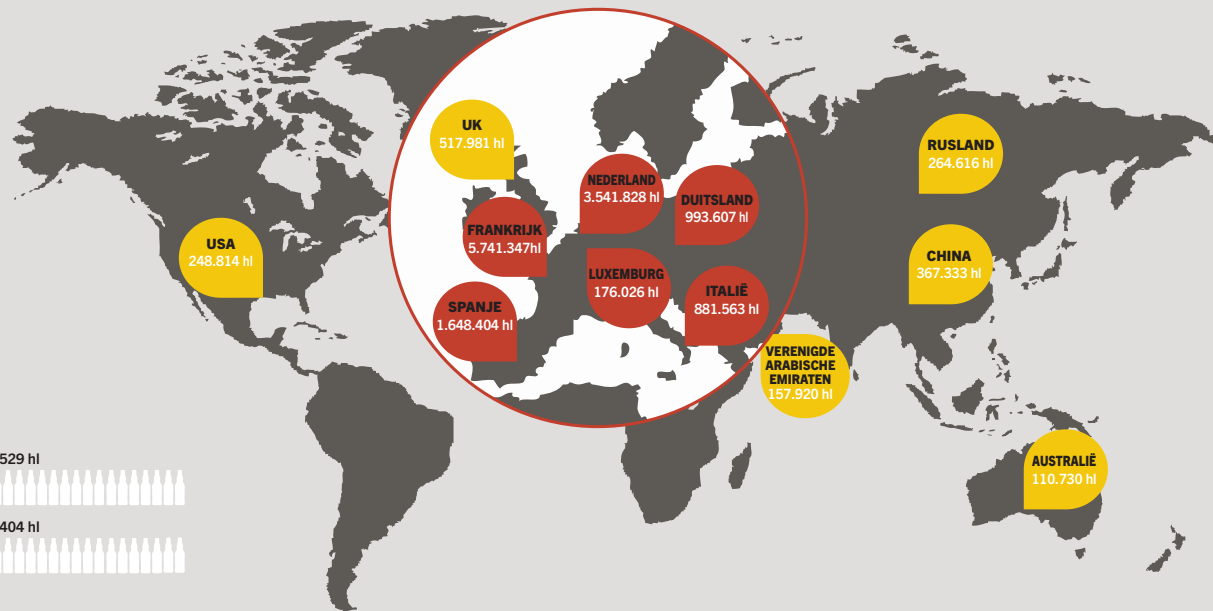 UK
517.981 hl
RUSLAND
264.616 hl
NEDERLAND
3.541.828 hl
DUITSLAND
993.607 hl
FRANKRIJK
5.741.347hl
USA
248.814 hl
CHINA
367.333 hl
LUXEMBURG
176.026 hl
ITALIË
881.563 hl
SPANJE
1.648.404 hl
VERENIGDE
ARABISCHE
EMIRATEN
157.920 hl
529 hl
AUSTRALIË
110.730 hl
404 hl